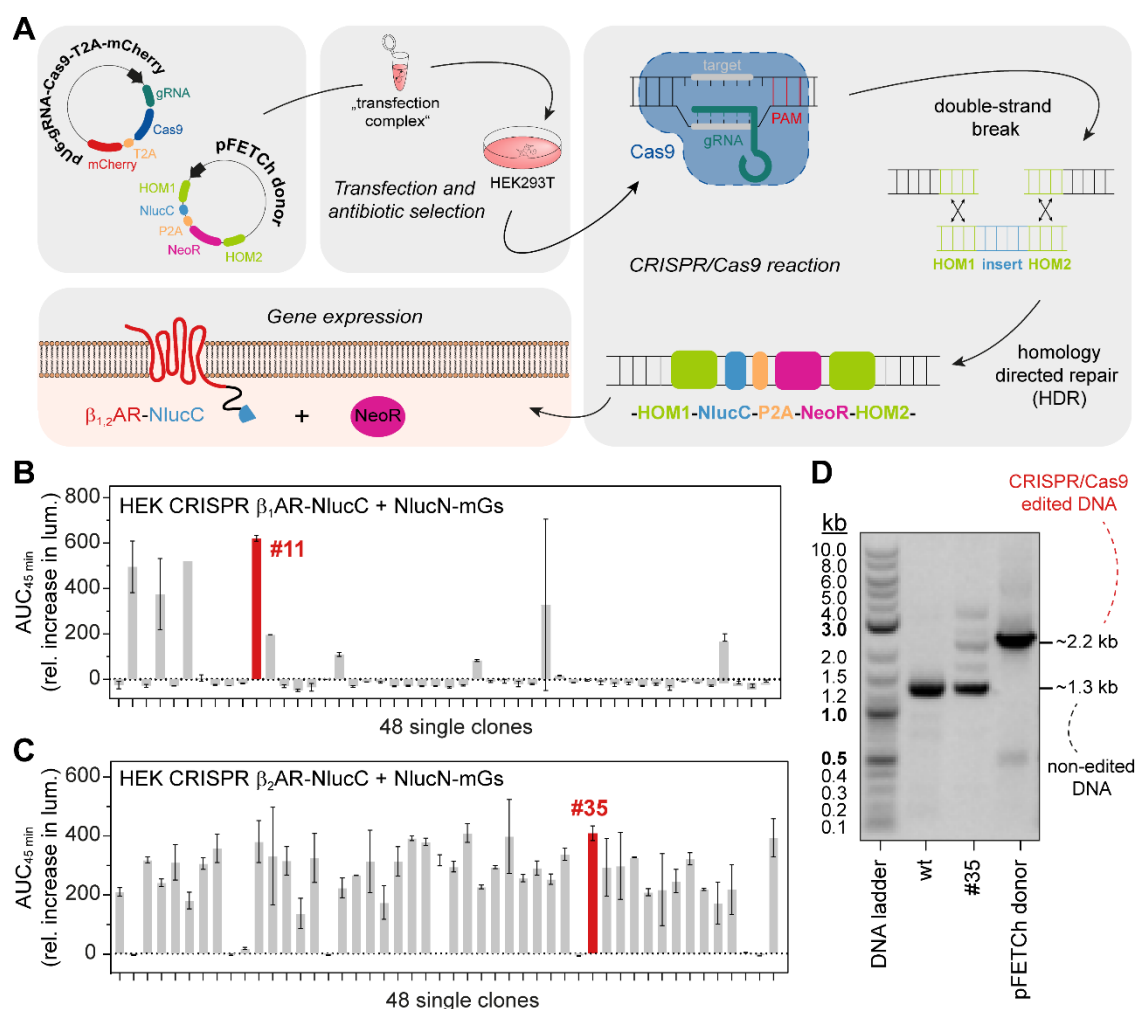 A
pU6-gRNA-Cas9-T2A-mCherry
gRNA
Cas9
T2A
mCherry
pFETCh donor
HOM1
NlucC
P2A
NeoR
HOM2
„transfection
complex“
HEK293T
Transfection and
antibiotic selection
target
PAM
gRNA
Cas9
CRISPR/Cas9 reaction
double-strand
break
HOM1 insert HOM2
homology
directed repair
(HDR)
-HOM1-NlucC-P2A-NeoR-HOM2-
Gene expression
β1,2AR-NlucC + NeoR
B
HEK CRISPR β1AR-NlucC + NlucN-mGs
#11
800
600
400
200
0
AUC45 min
(rel. increase in lum.)
48 single clones
C
HEK CRISPR β2AR-NlucC + NlucN-mGs
#35
600
400
200
0
AUC45 min
(rel. increase in lum.)
48 single clones
D
CRISPR/Cas9
edited DNA
kb
10.0
8.0
6.0
5.0
4.0
3.0
2.0
1.5
1.2
1.0
0.5
0.4
0.3
0.2
0.1
~2.2 kb
~1.3 kb
non-edited
DNA
DNA ladder
wt
#35
pFETCh donor